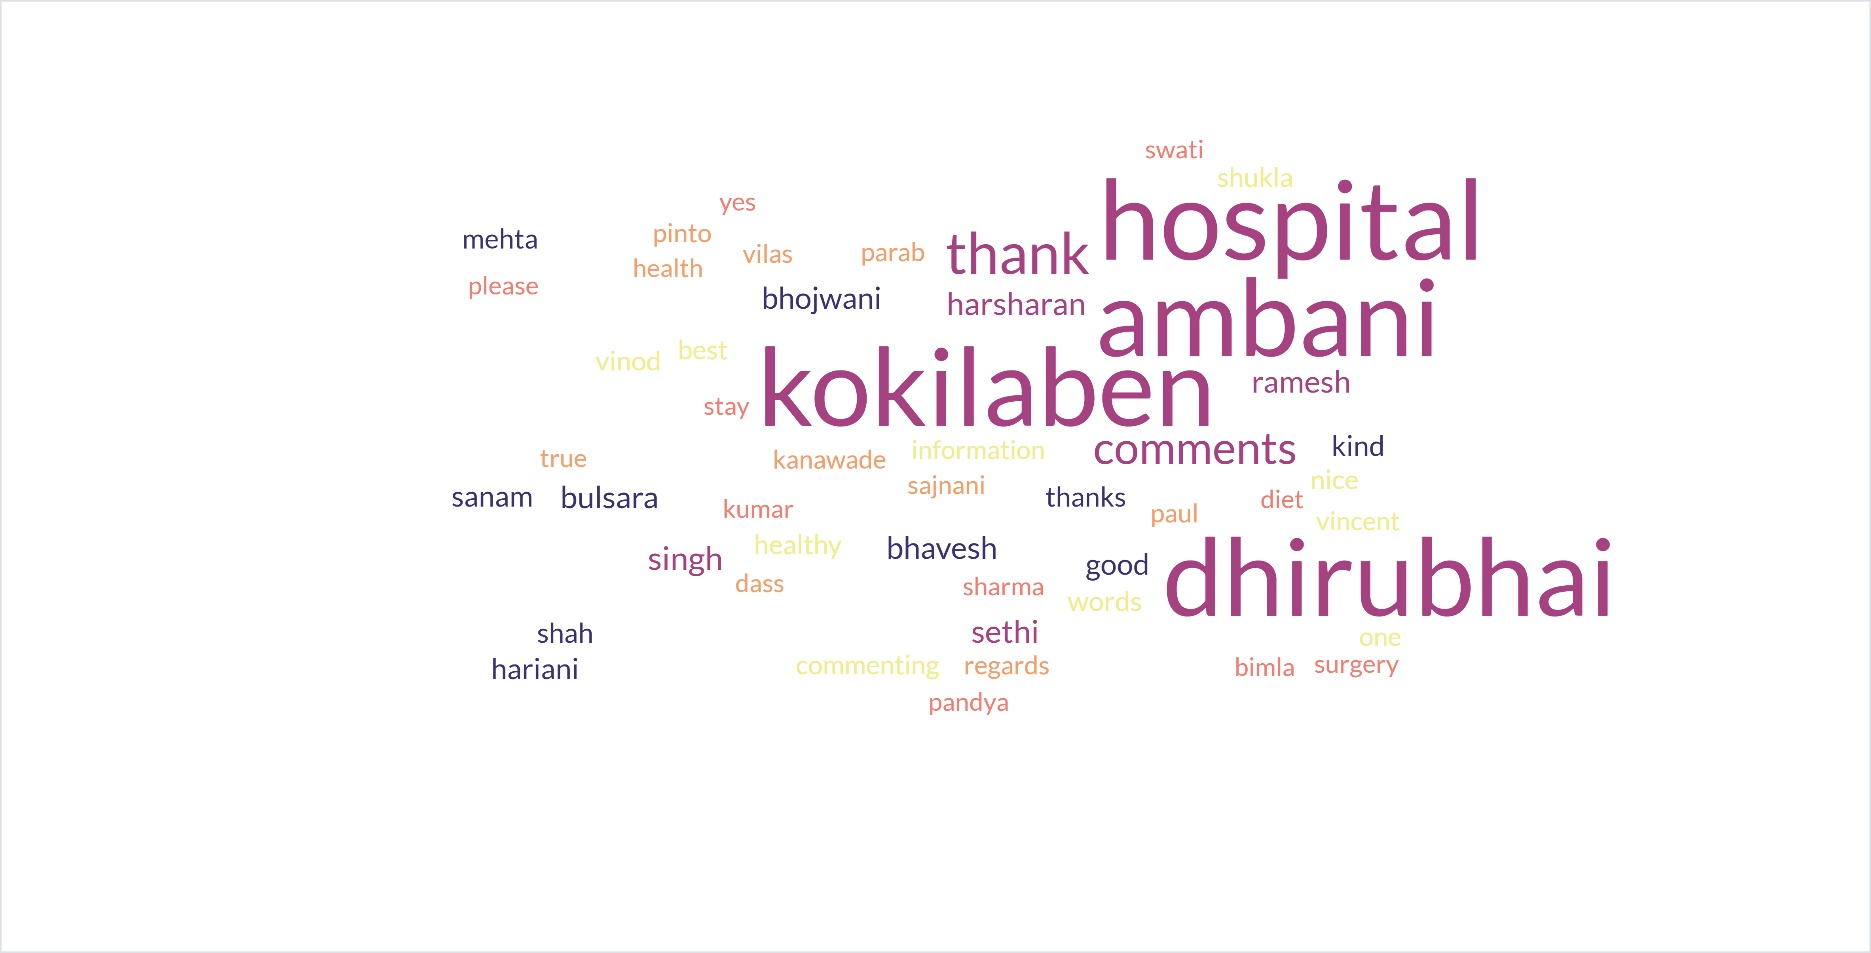 swati
shukla
hospital
yes
pinto
mehta
vilas
parab
thank
health
please
bhojwani
harsharan
ambani
vinod
best
kokilaben
ramesh
stay
true
kanawade
information
comments
kind
sajnani
nice
sanam
bulsara
kumar
thanks
paul
diet
vincent
singh
healthy
bhavesh
good
dhirubhai
dass
sharma
words
shah
sethi
one
hariani
commenting
regards
bimla
surgery
pandya